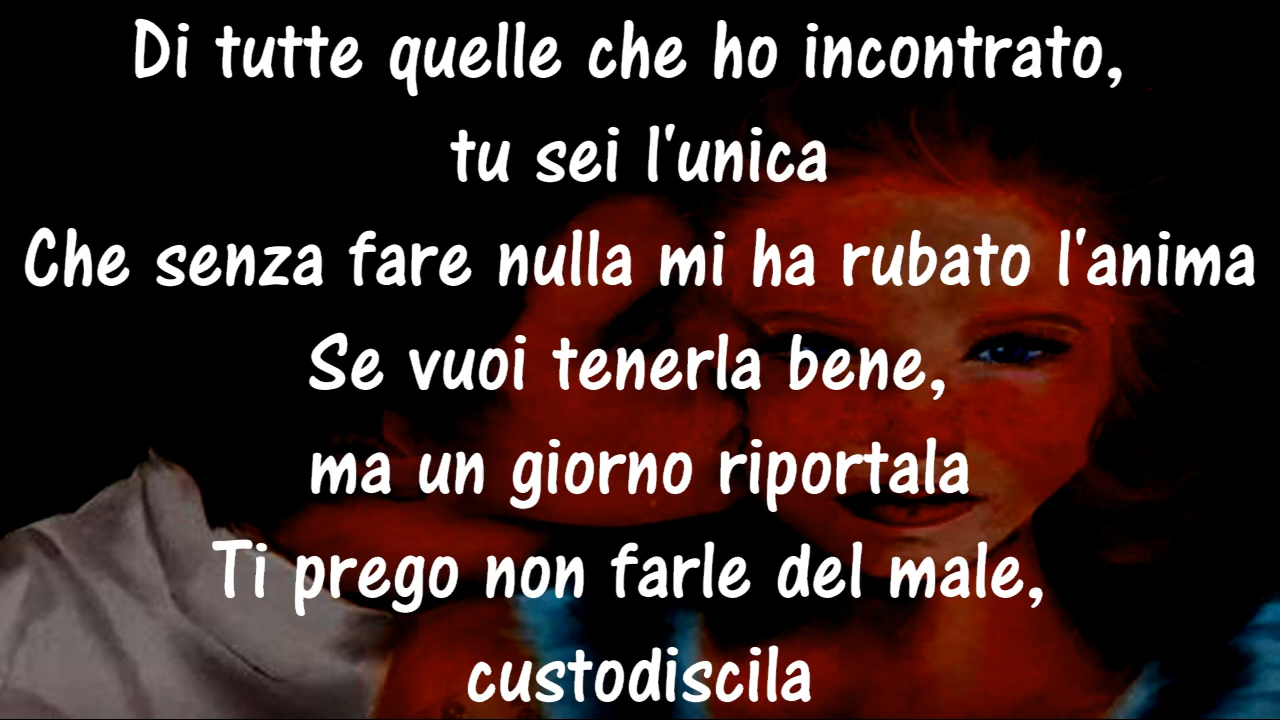 Di tutte quelle che ho incontrato,
tu sei l'unica
Che senza fare nulla mi ha rubato l'anima
Se vuoi tenerla bene,
ma un giorno riportala
Ti prego non farle del male,
custodiscila